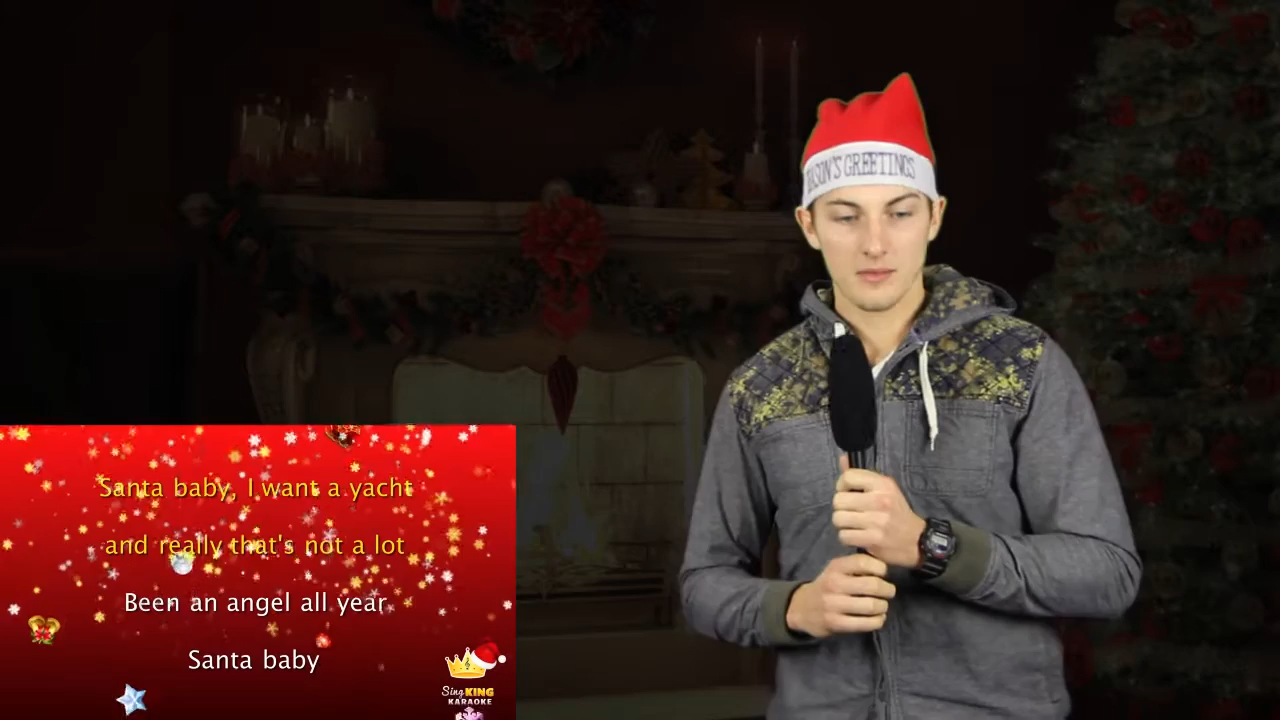 ASON'S GREETINGS
Santa baby, I want a yacht
and really that's not a lot
Been an angel all year
Santa baby
Sing KING
KARAOKE